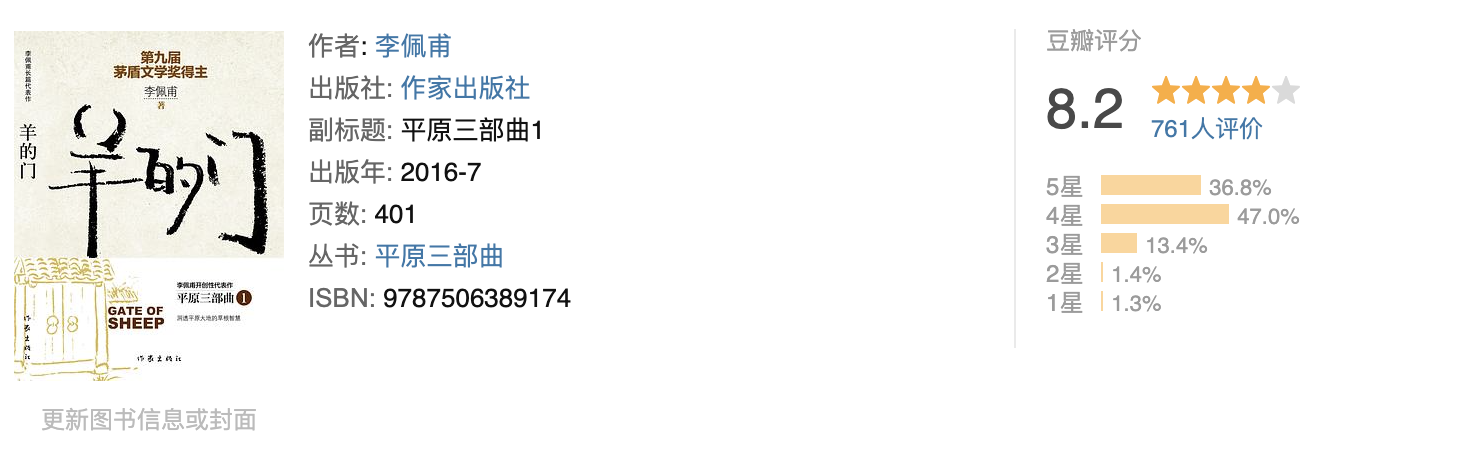 李佩甫长篇代表作
羊的门
第九届
茅盾文学奖得主
李佩甫
著
羊的门
李佩甫开创性代表作
平原三部曲1
洞透平原大地的草根智慧
GATE OF
SHEEP
作家出版社
作家出版社
更新图书信息或封面
作者: 李佩甫
出版社: 作家出版社
副标题: 平原三部曲1
出版年: 2016-7
页数: 401
丛书: 平原三部曲
ISBN: 9787506389174
豆瓣评分
8.2
761人评价
5星 36.8%
4星 47.0%
3星 13.4%
2星 1.4%
1星 1.3%